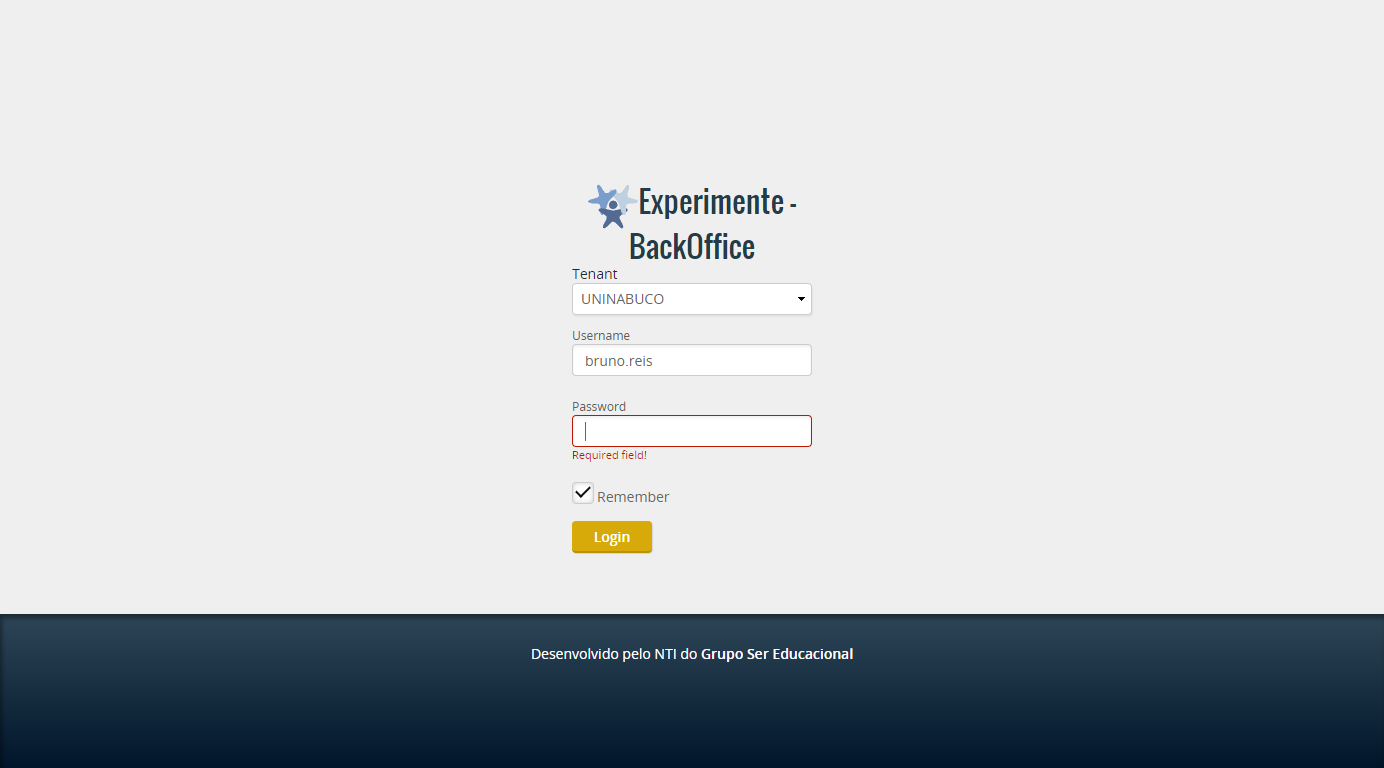 Experimente -
BackOffice
Tenant
UNINABUCO
Username
bruno.reis
Password
Required field!
Remember
Login
Desenvolvido pelo NTI do Grupo Ser Educacional